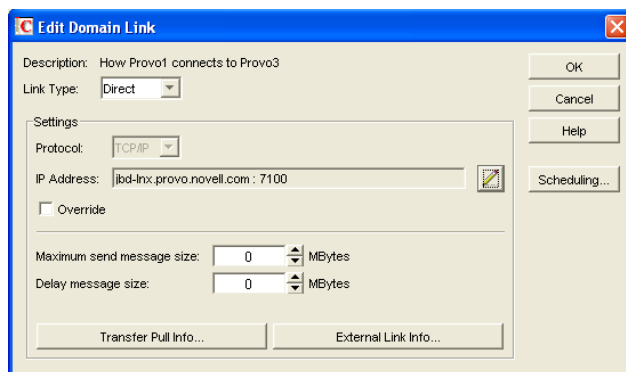 Edit Domain Link
Description: How Provo1 connects to Provo3
OK
Link Type: Direct
Cancel
Settings
Help
Protocol: TCP/IP
IP Address: jbd-lnx.provo.novell.com : 7100
Scheduling...
Override
Maximum send message size: 0 MBytes
Delay message size: 0 MBytes
Transfer Pull Info... External Link Info...